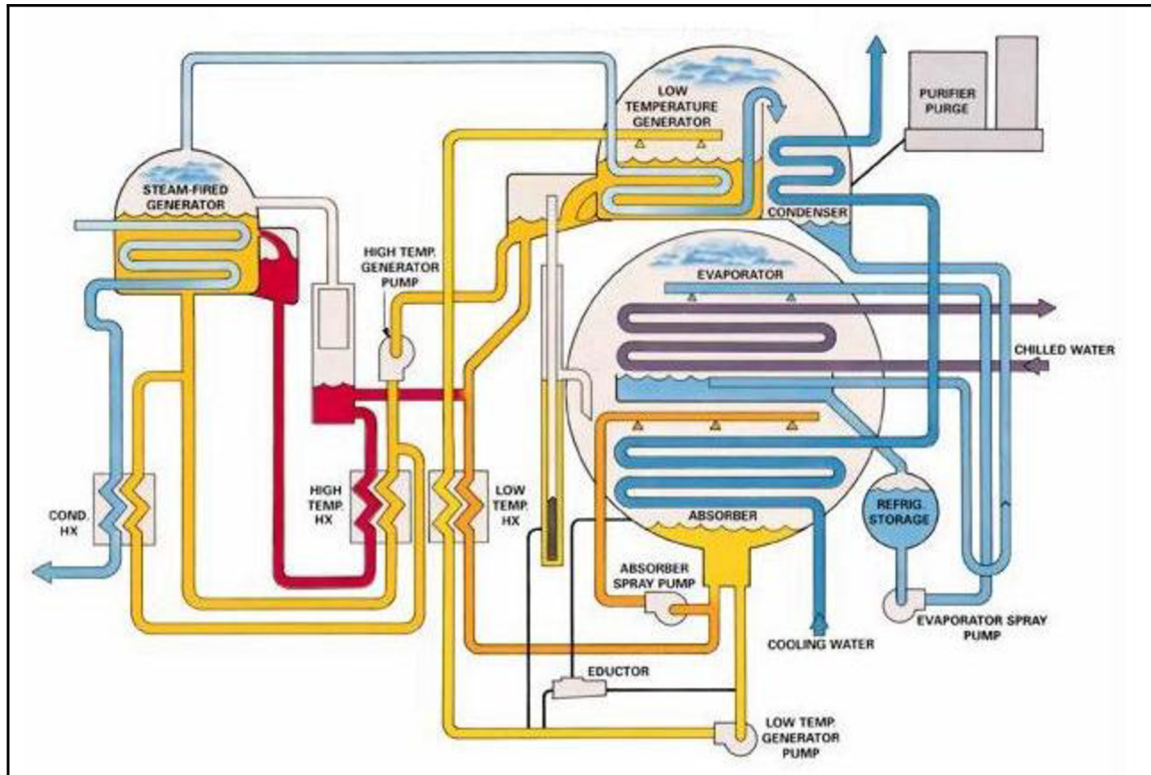 LOW
TEMPERATURE
GENERATOR
PURIFIER
PURGE
STEAM-FIRED
GENERATOR
CONDENSER
HIGH TEMP.
GENERATOR
PUMP
EVAPORATOR
CHILLED WATER
COND.
HX
HIGH
TEMP.
HX
LOW
TEMP.
HX
ABSORBER
REFRIG.
STORAGE
ABSORBER
SPRAY PUMP
COOLING WATER
EVAPORATOR SPRAY
PUMP
EDUCTOR
LOW TEMP.
GENERATOR
PUMP